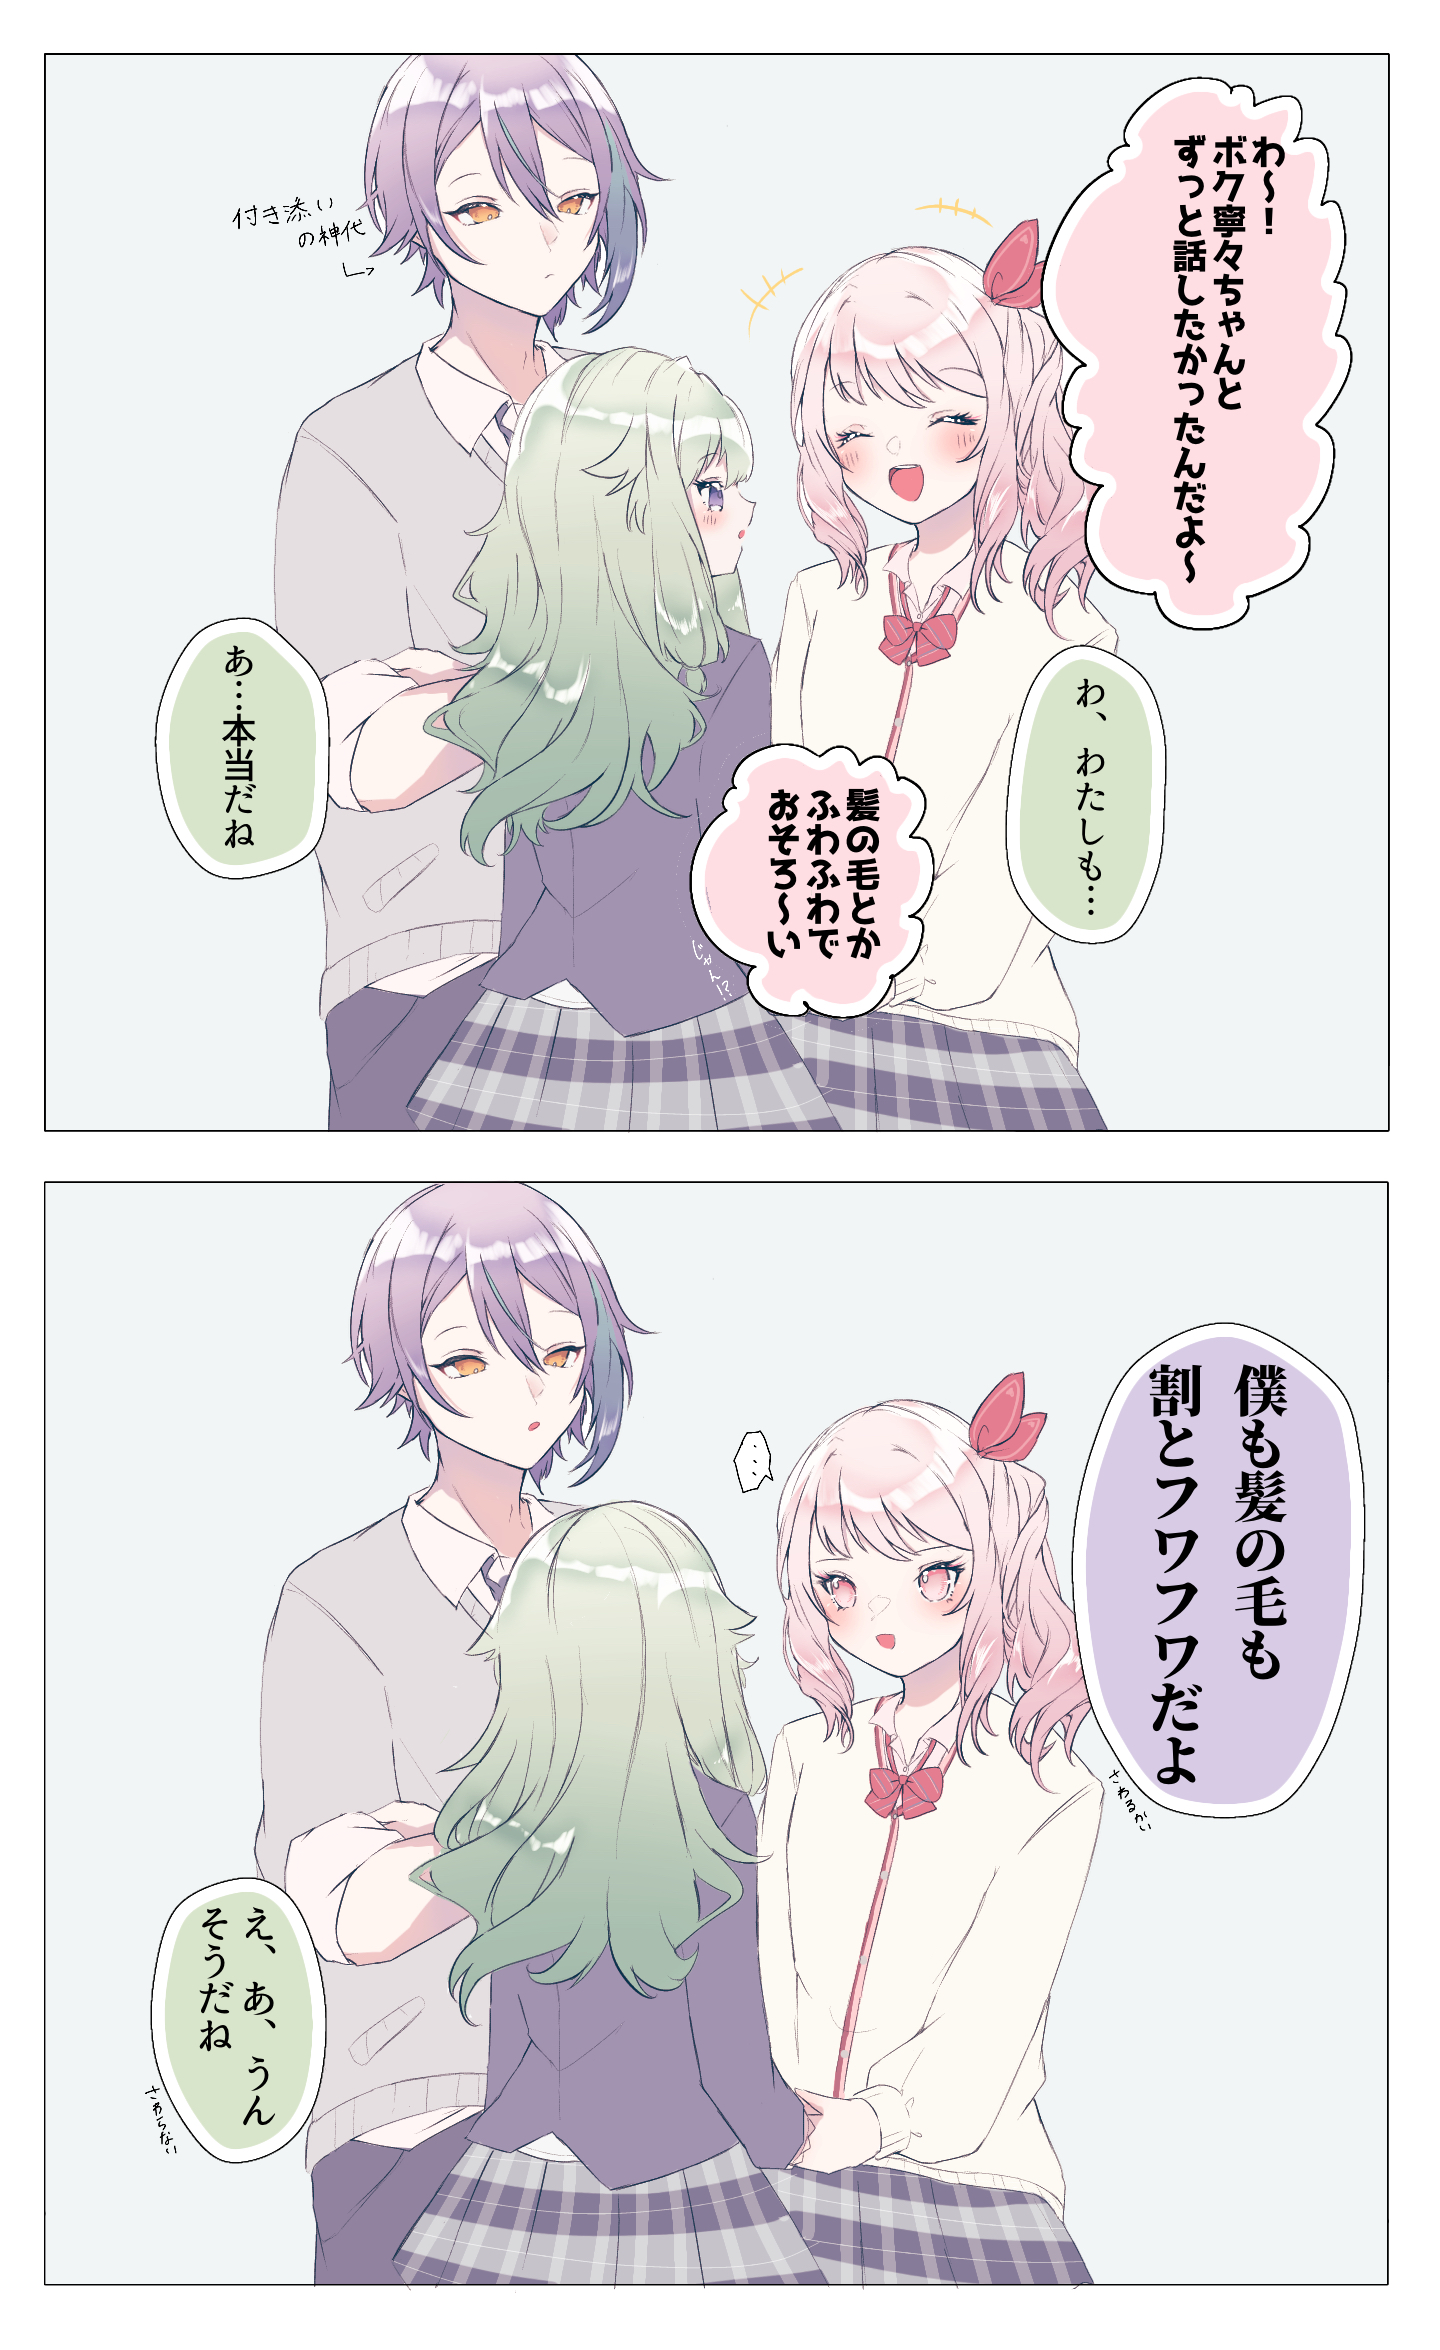 わ〜！
ボク寧々ちゃんと
ずっと話したかったんだよ〜
付き添い
の神代
わ、わたしも…
髪の毛とか
ふわふわで
おそろ〜い
じゃん!?
あ…本当だね
僕も髪の毛も
割とフワフワだよ
さわるかい
…
え、あ、うん
そうだね
さわらない